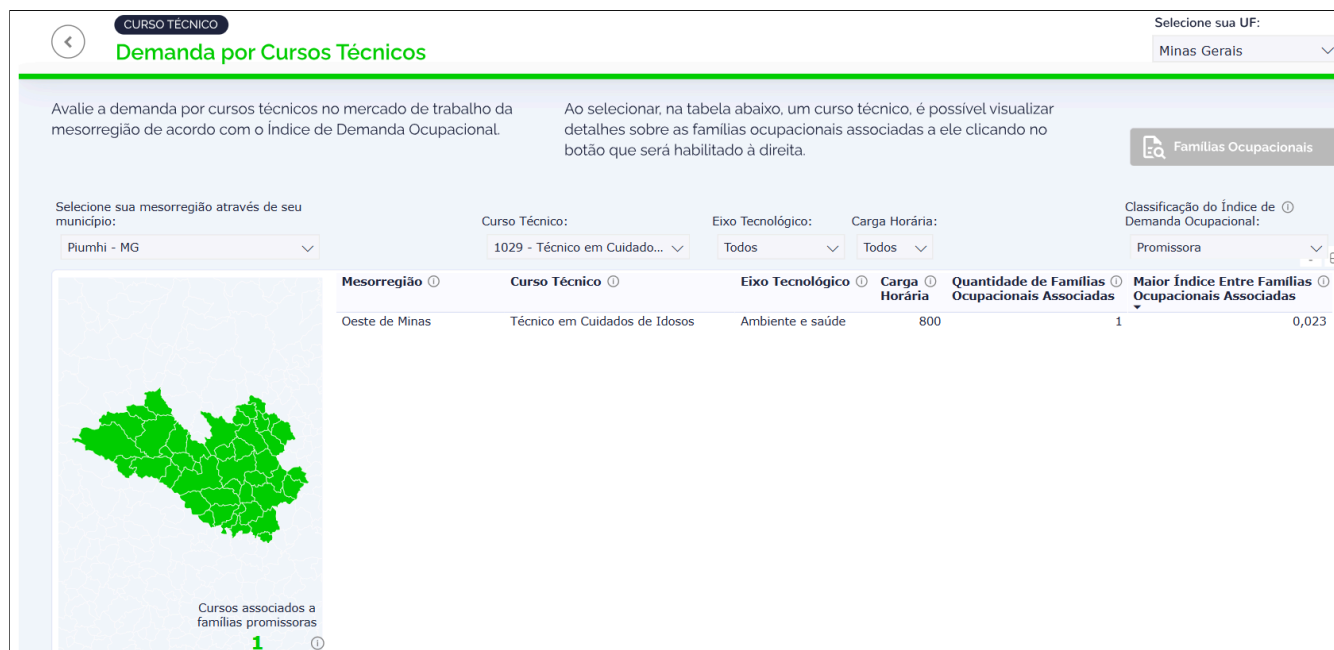 CURSO TÉCNICO
Demanda por Cursos Técnicos
Selecione sua UF:
Minas Gerais
Avalie a demanda por cursos técnicos no mercado de trabalho da
mesorregião de acordo com o Índice de Demanda Ocupacional.
Ao selecionar, na tabela abaixo, um curso técnico, é possível visualizar
detalhes sobre as famílias ocupacionais associadas a ele clicando no
botão que será habilitado à direita.
Famílias Ocupacionais
Selecione sua mesorregião através de seu
município:
Piumhi - MG
Curso Técnico:
1029 - Técnico em Cuidado...
Eixo Tecnológico:
Todos
Carga Horária:
Todos
Classificação do Índice de
Demanda Ocupacional:
Promissora
Mesorregião Curso Técnico Eixo Tecnológico Carga Horária Quantidade de Famílias Ocupacionais Associadas Maior Índice Entre Famílias Ocupacionais Associadas
Oeste de Minas Técnico em Cuidados de Idosos Ambiente e saúde 800 1 0,023
Cursos associados a
famílias promissoras
1